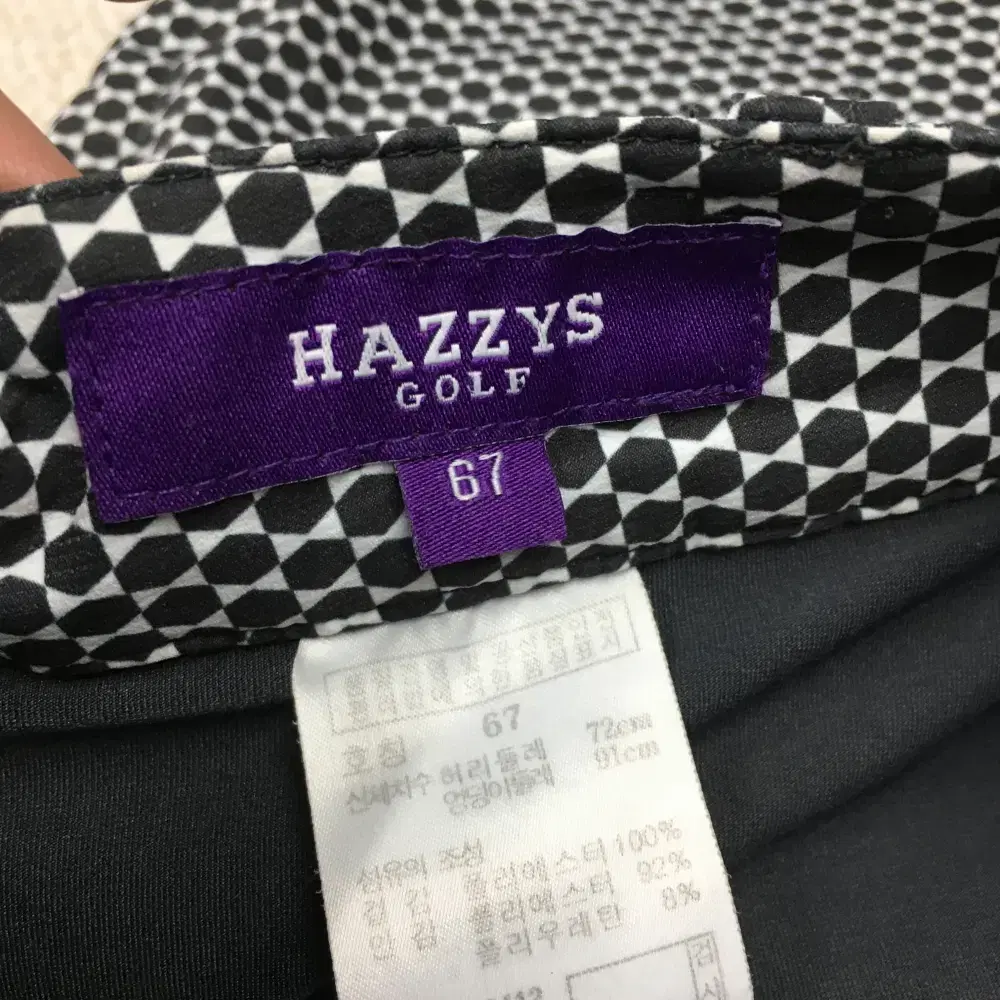 HAZZYS
GOLF
67
호칭 67
신체치수 허리둘레 72cm
엉덩이둘레 91cm
섬유의 조성
겉감 폴리에스터 100%
안감 폴리에스터 92%
폴리우레탄 8%
검
사